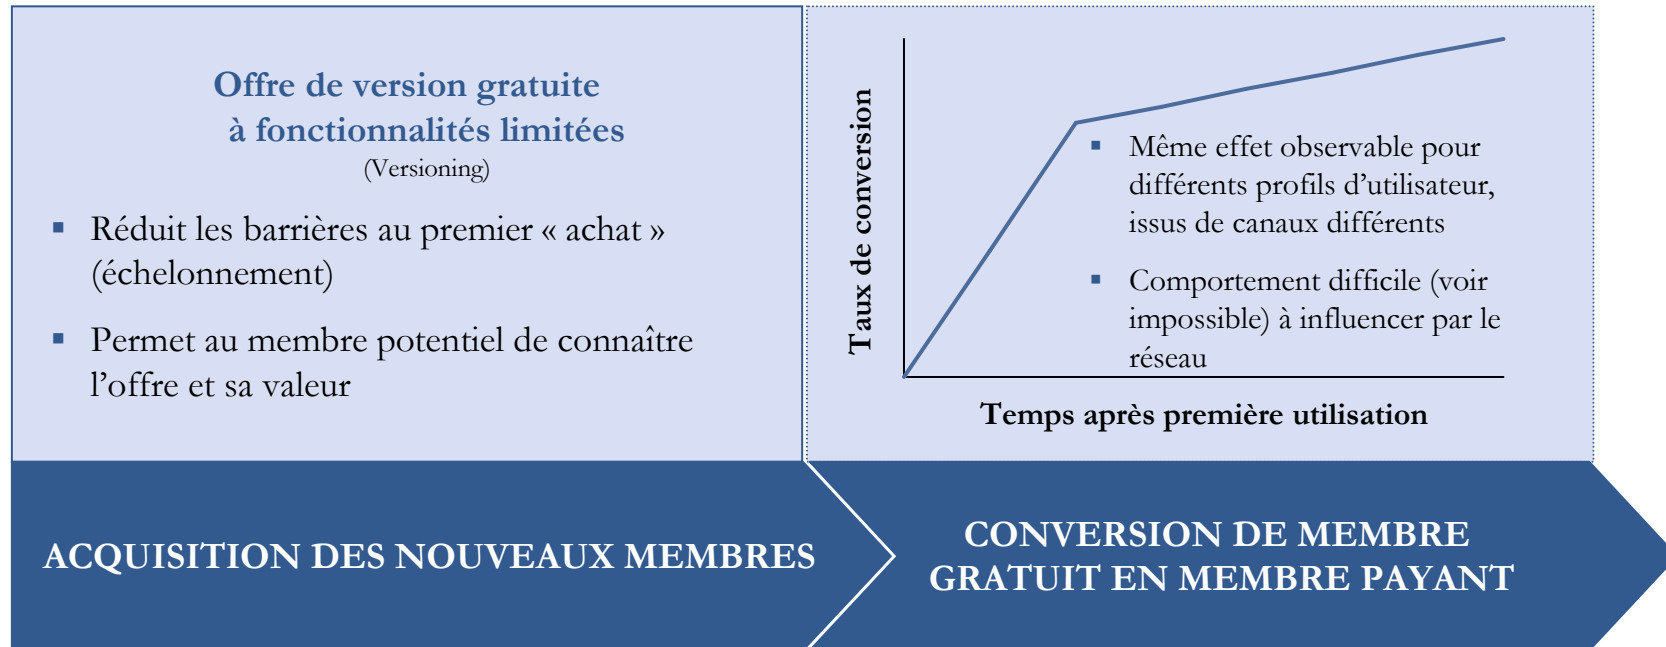 Offre de version gratuite
à fonctionnalités limitées
(Versioning)
▪ Réduit les barrières au premier « achat »
(échelonnement)
▪ Permet au membre potentiel de connaître
l’offre et sa valeur
Taux de conversion
▪ Même effet observable pour
différents profils d’utilisateur,
issus de canaux différents
▪ Comportement difficile (voir
impossible) à influencer par le
réseau
Temps après première utilisation
ACQUISITION DES NOUVEAUX MEMBRES
CONVERSION DE MEMBRE
GRATUIT EN MEMBRE PAYANT